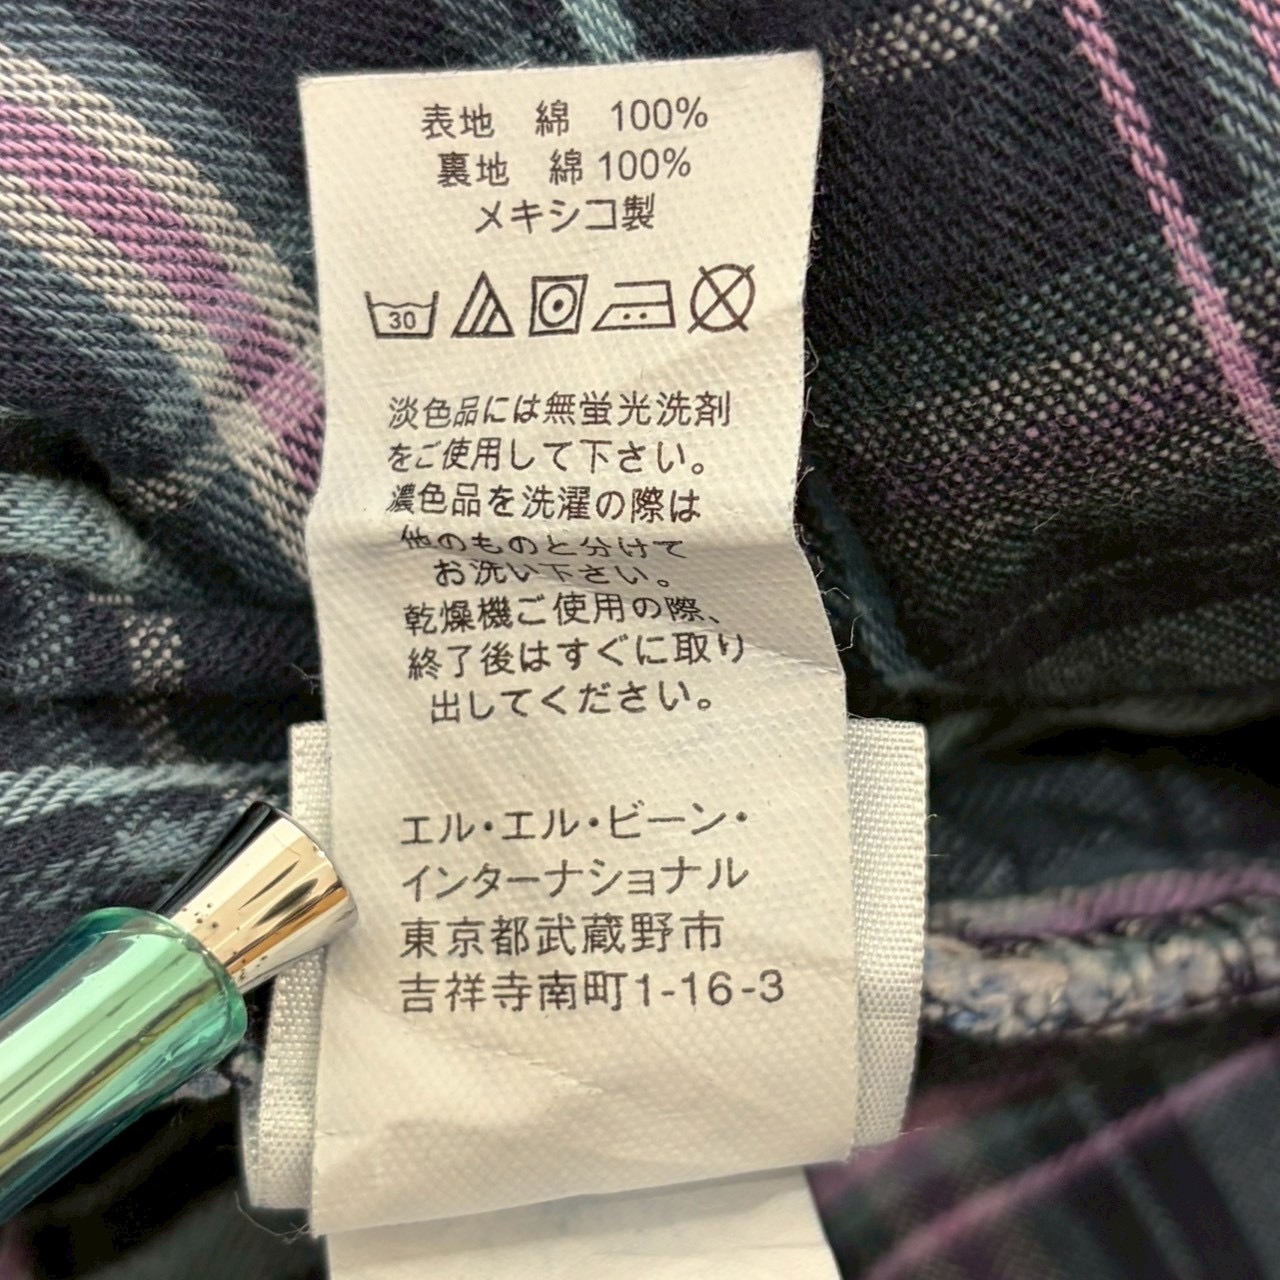 表地 綿 100%
裏地 綿 100%
メキシコ製
30
淡色品には無蛍光洗剤
をご使用して下さい。
濃色品を洗濯の際は
他のものと分けて
お洗い下さい。
乾燥機ご使用の際、
終了後はすぐに取り
出してください。
エル・エル・ビーン・
インターナショナル
東京都武蔵野市
吉祥寺南町1-16-3